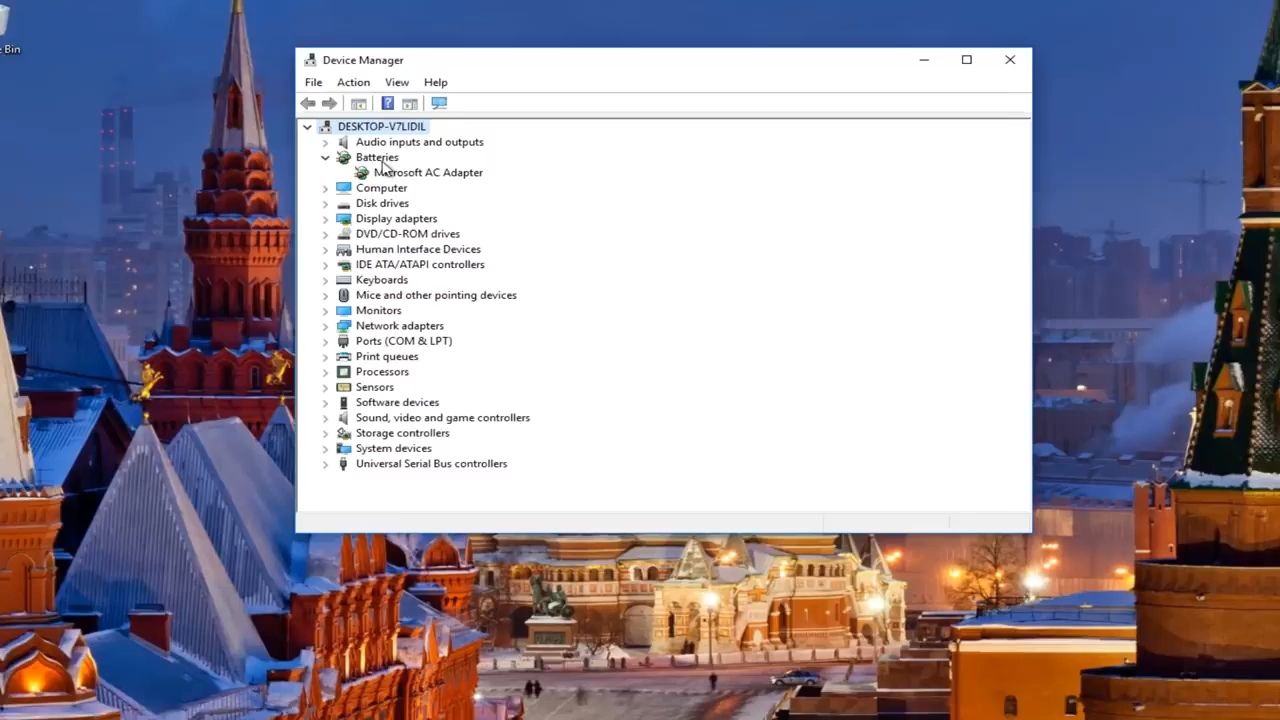 e Bin
Device Manager
File Action View Help
DESKTOP-V7LIDIL
Audio inputs and outputs
Batteries
Microsoft AC Adapter
Computer
Disk drives
Display adapters
DVD/CD-ROM drives
Human Interface Devices
IDE ATA/ATAPI controllers
Keyboards
Mice and other pointing devices
Monitors
Network adapters
Ports (COM & LPT)
Print queues
Processors
Sensors
Software devices
Sound, video and game controllers
Storage controllers
System devices
Universal Serial Bus controllers